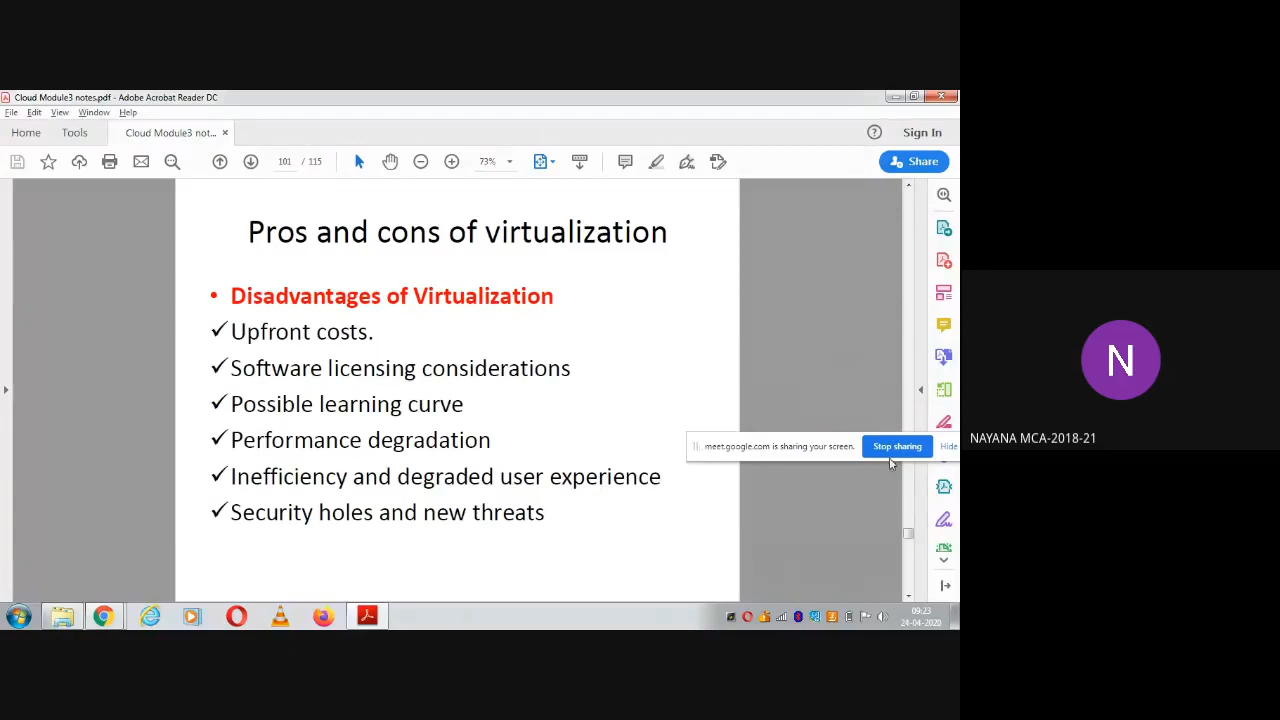 Cloud Module3 notes.pdf - Adobe Acrobat Reader DC
File Edit View Window Help
Home Tools Cloud Module3 not... × Sign In
101 / 115 73% Share
Pros and cons of virtualization
• Disadvantages of Virtualization
✓Upfront costs.
✓Software licensing considerations
✓Possible learning curve
✓Performance degradation
✓Inefficiency and degraded user experience
✓Security holes and new threats
meet.google.com is sharing your screen. Stop sharing Hide
N
NAYANA MCA-2018-21
09:23
24-04-2020